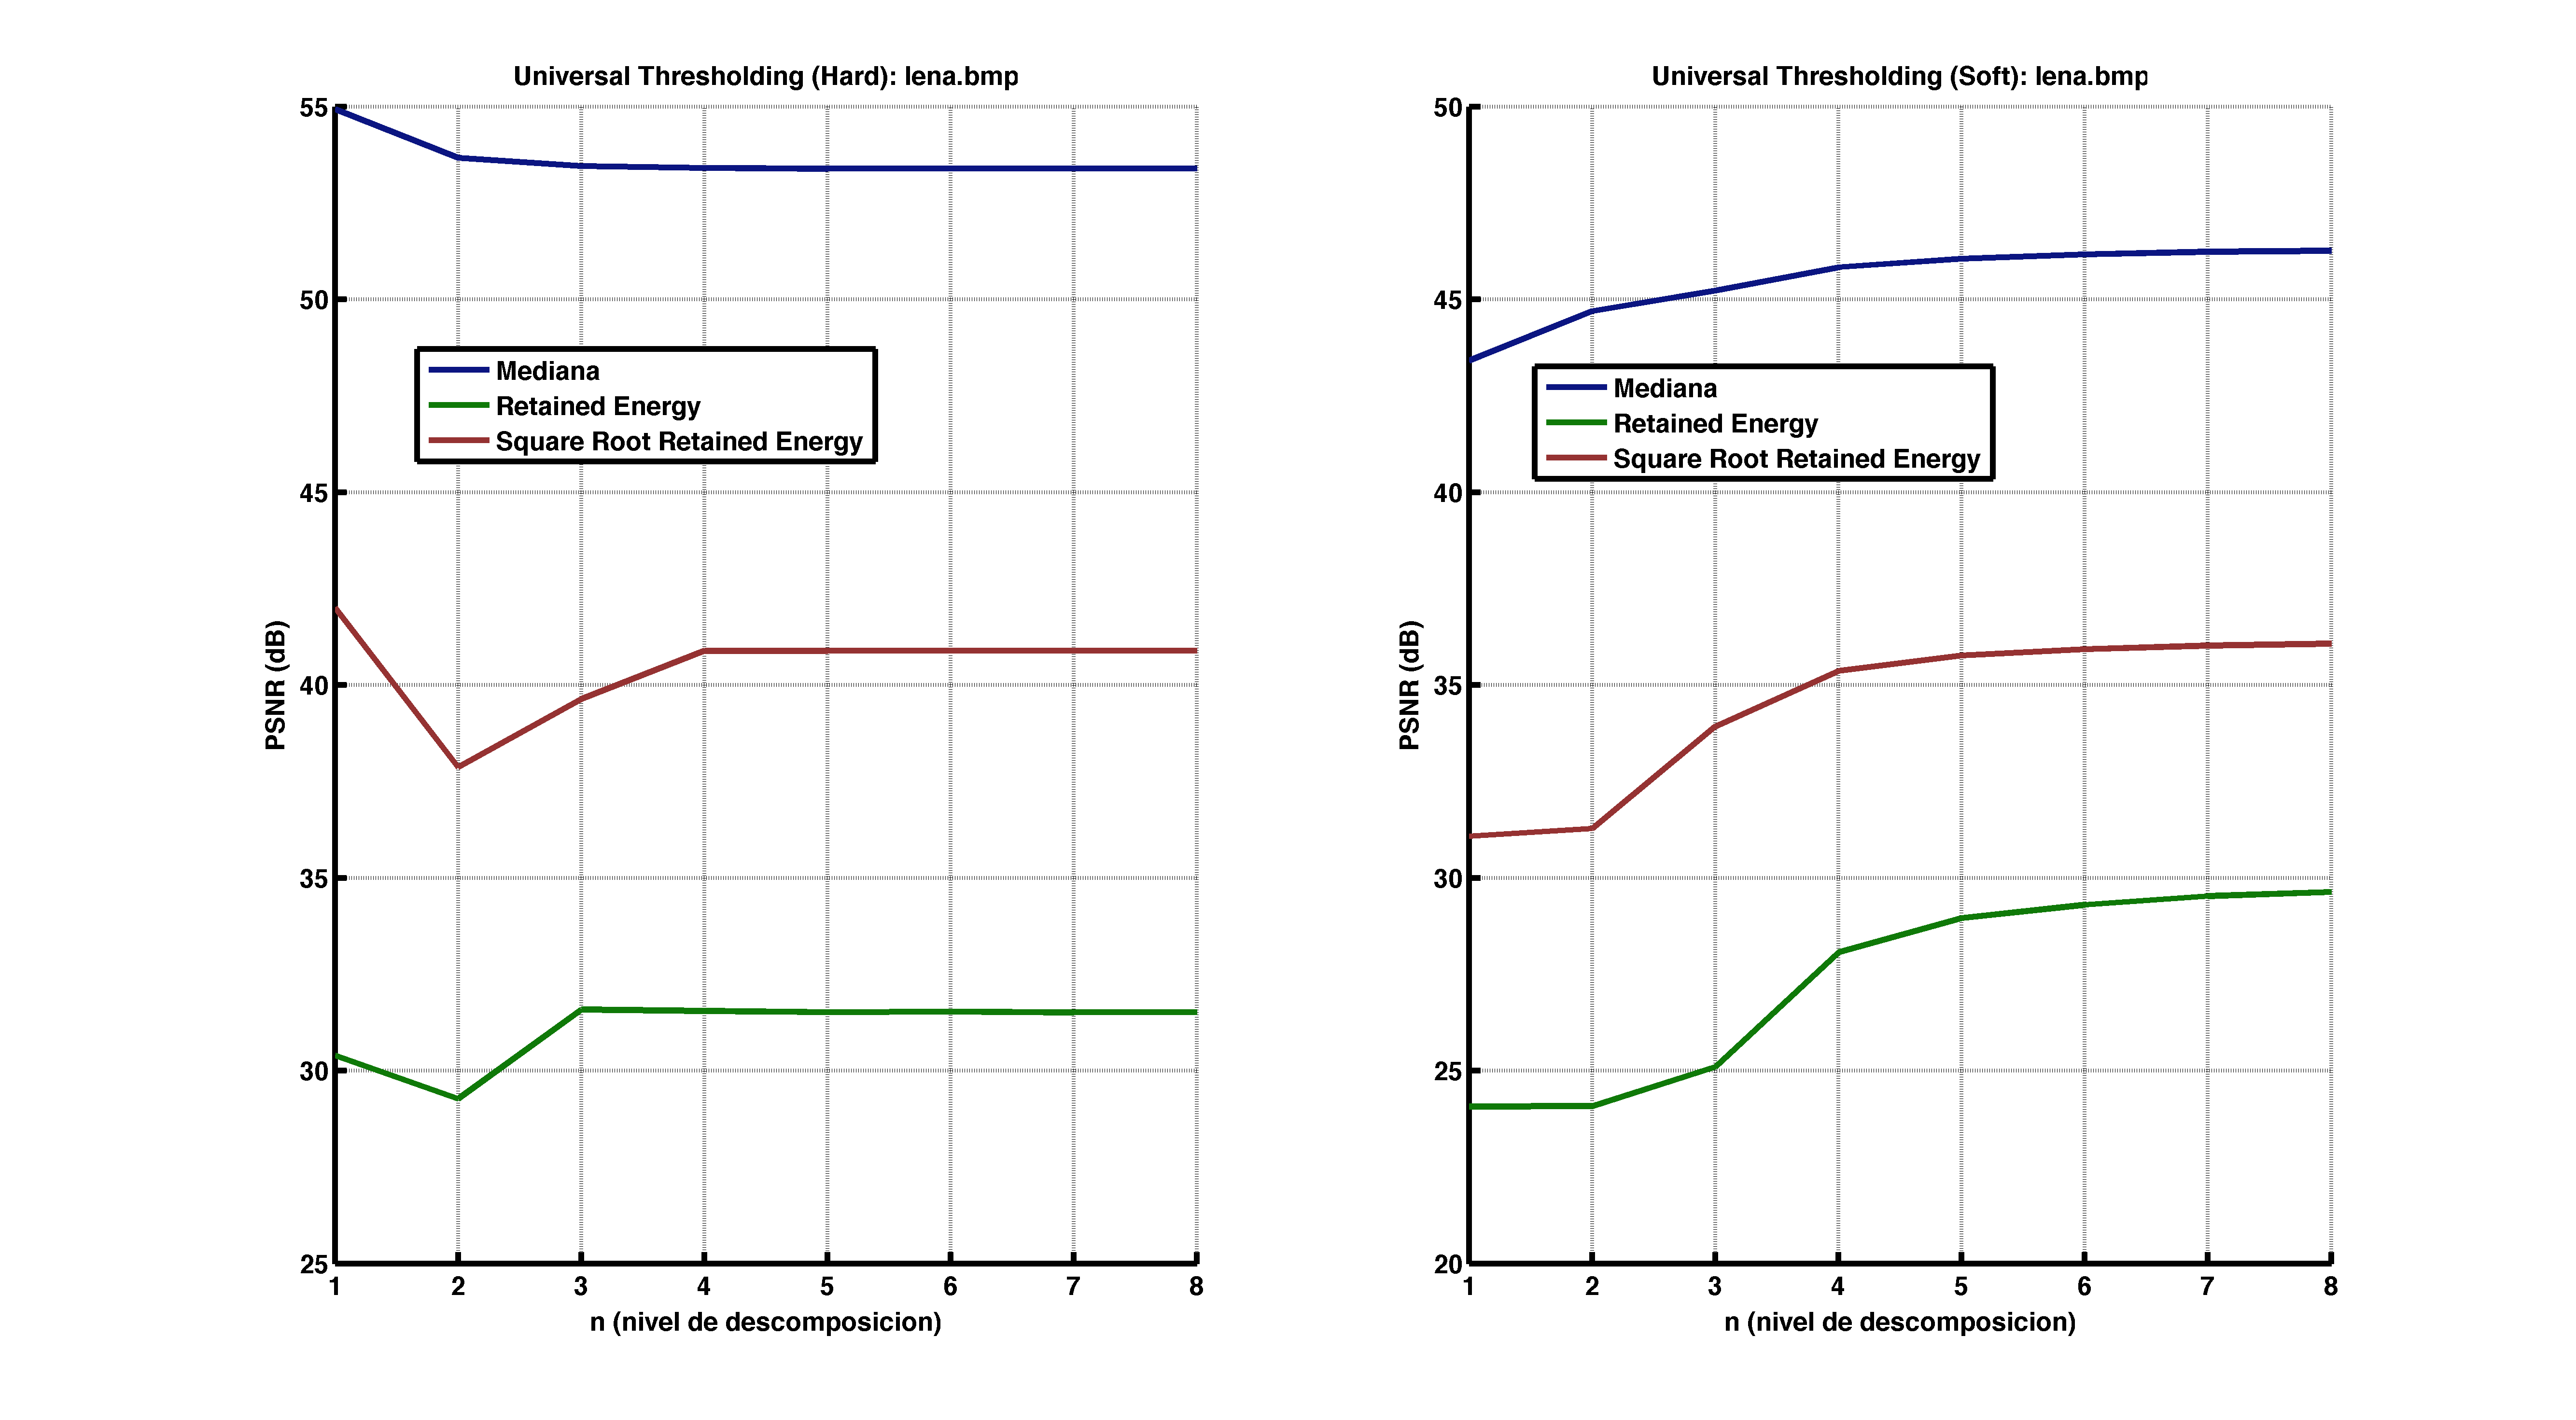 Universal Thresholding (Hard): lena.bmp
55
50
45
40
35
30
25
PSNR (dB)
Mediana
Retained Energy
Square Root Retained Energy
1 2 3 4 5 6 7 8
n (nivel de descomposicion)
Universal Thresholding (Soft): lena.bmp
50
45
40
35
30
25
20
PSNR (dB)
Mediana
Retained Energy
Square Root Retained Energy
1 2 3 4 5 6 7 8
n (nivel de descomposicion)